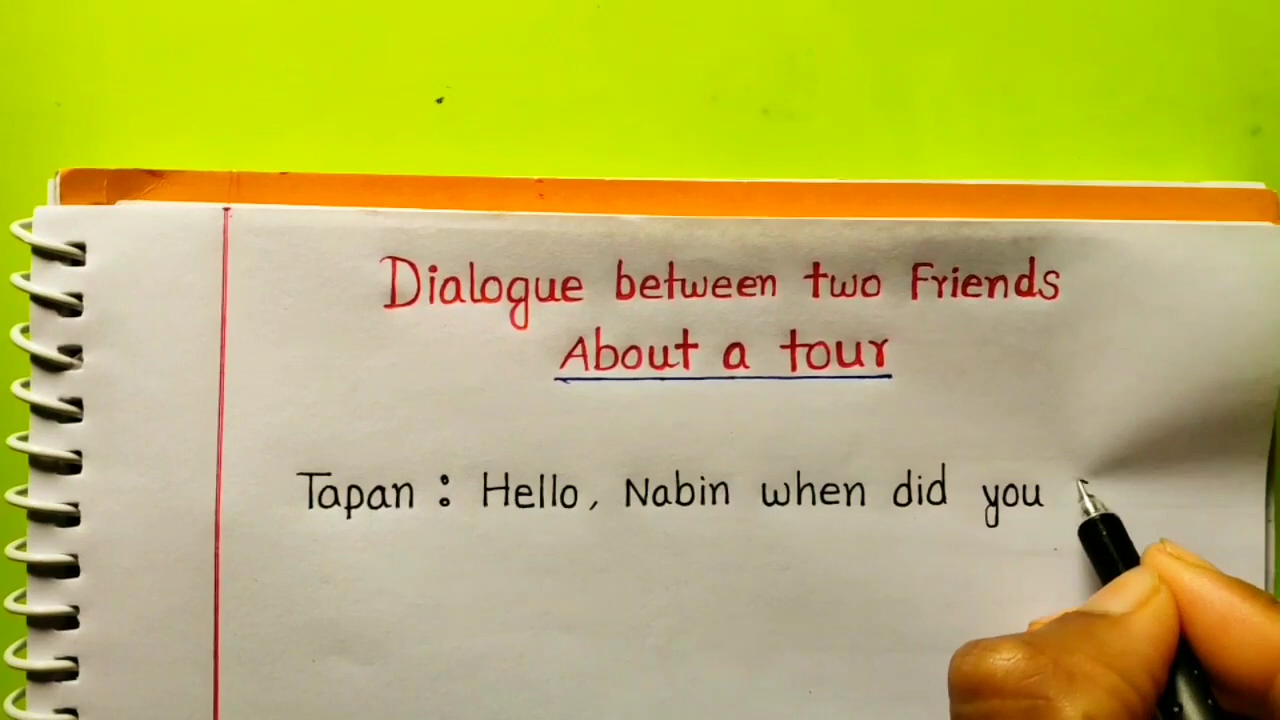 Dialogue between two Friends
About a tour
Tapan : Hello, Nabin when did you